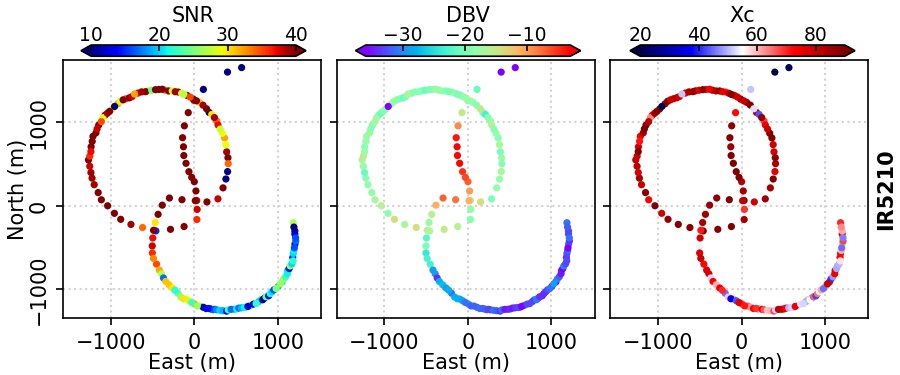 SNR DBV Xc
10 20 30 40 −30 −20 −10 20 40 60 80
1000
0
−1000
North (m)
−1000 0 1000 −1000 0 1000 −1000 0 1000
East (m) East (m) East (m)
IR5210